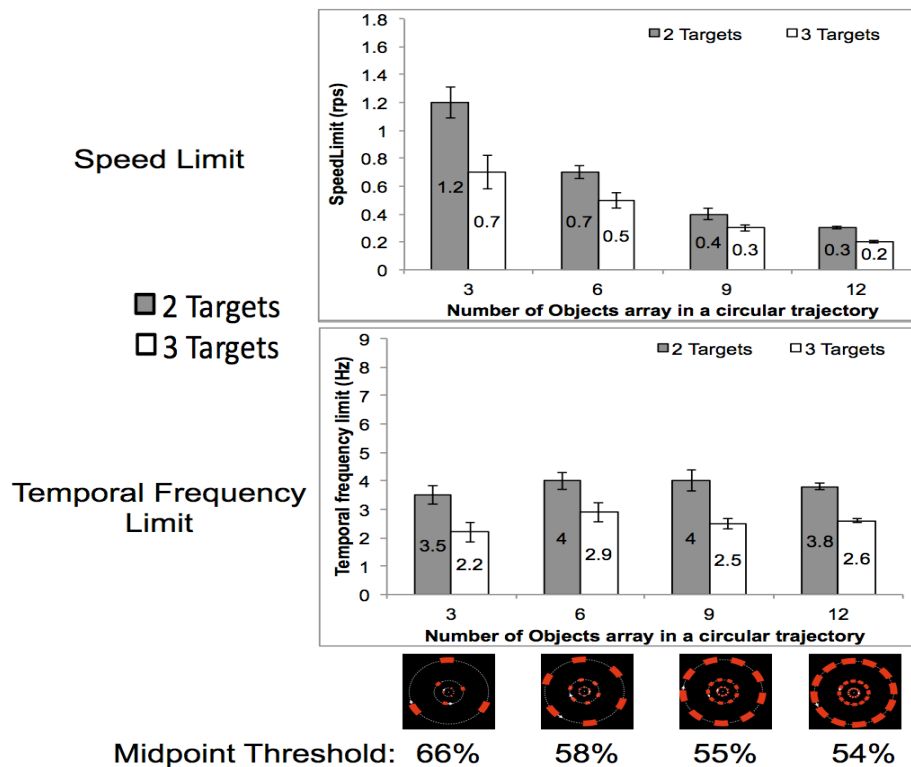 1.8
1.6
1.4
1.2
1
0.8
0.6
0.4
0.2
0
SpeedLimit (rps)
2 Targets 3 Targets
1.2 0.7 0.7 0.5 0.4 0.3 0.3 0.2
3 6 9 12
Number of Objects array in a circular trajectory
Speed Limit
2 Targets
3 Targets
9
8
7
6
5
4
3
2
1
0
Temporal frequency limit (Hz)
2 Targets 3 Targets
3.5 2.2 4 2.9 4 2.5 3.8 2.6
3 6 9 12
Number of Objects array in a circular trajectory
Temporal Frequency
Limit
Midpoint Threshold: 66% 58% 55% 54%